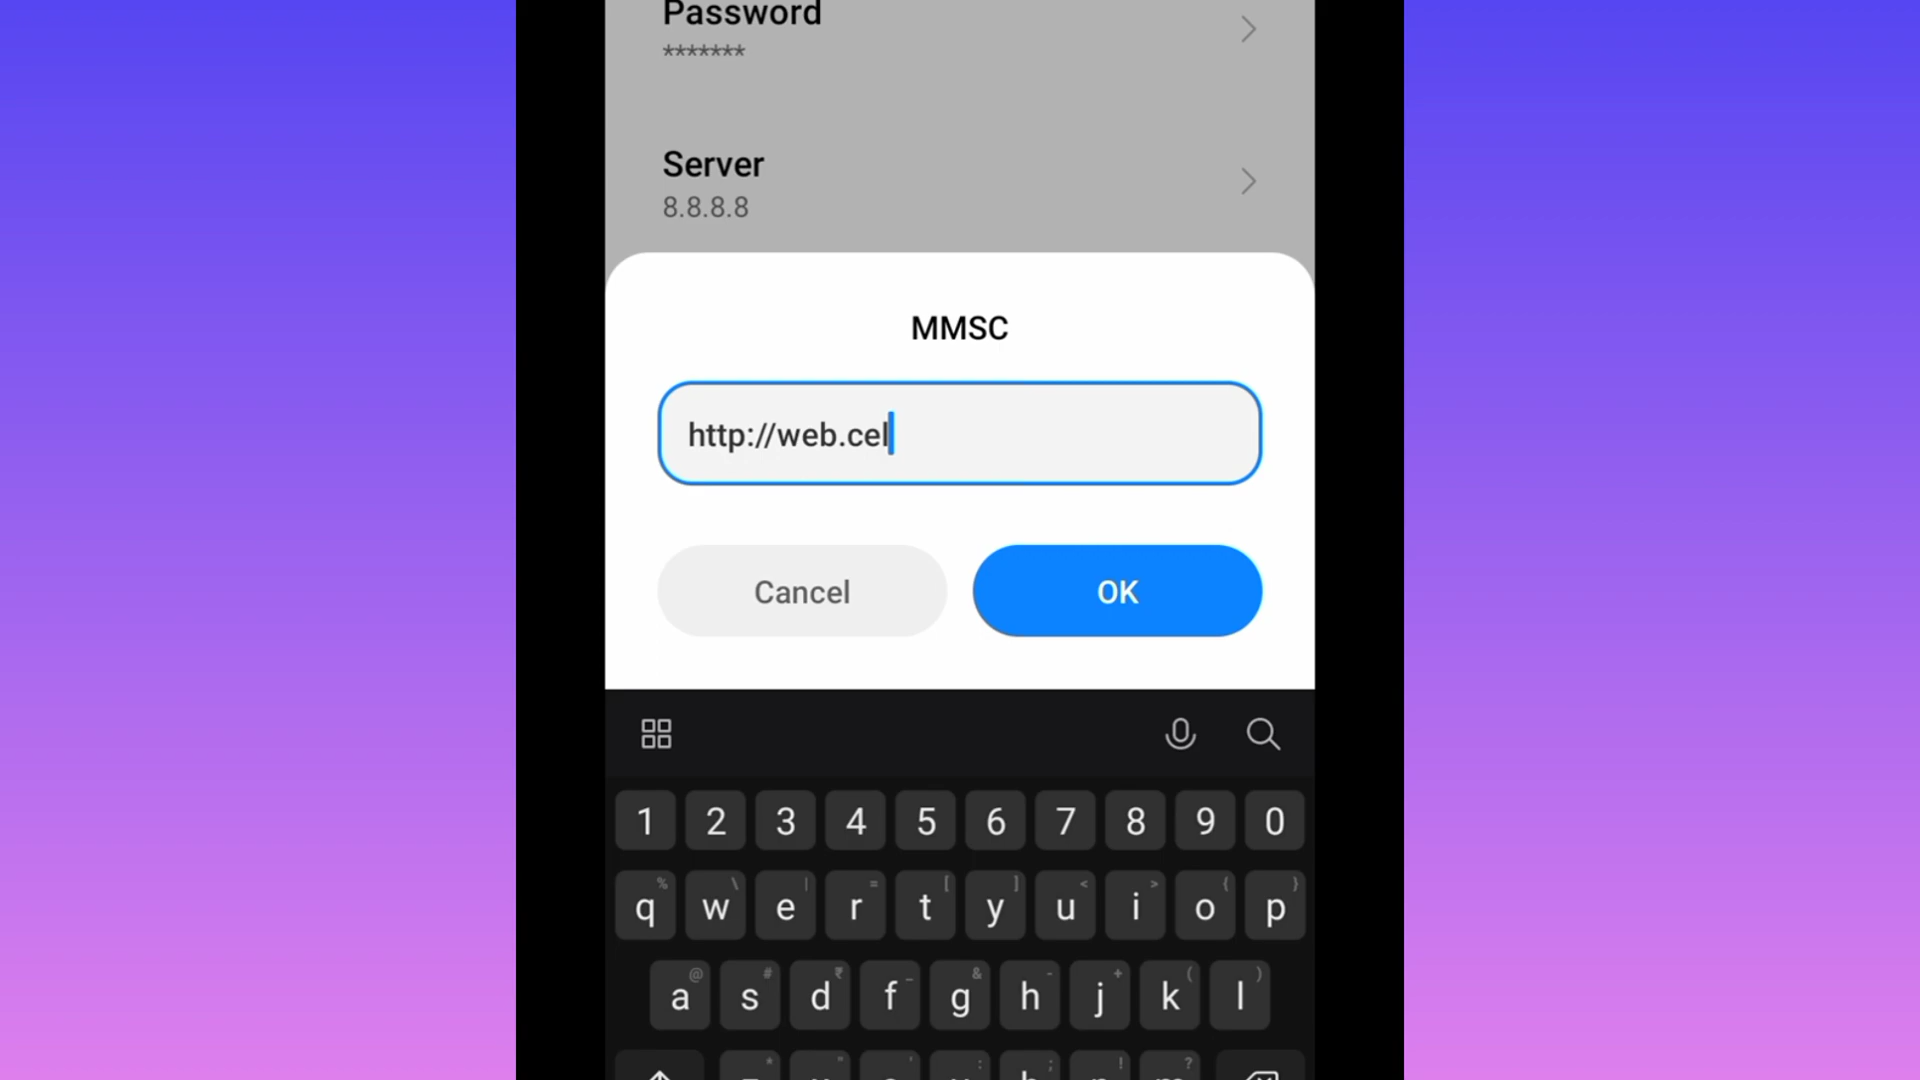 Password
*******
Server
8.8.8.8
MMSC
http://web.cel
Cancel
OK
1 2 3 4 5 6 7 8 9 0
% \ | = [ ] < > { }
q w e r t y u i o p
@ # ₹ _ & - + ( )
a s d f g h j k l
* " ' : ; ! ?